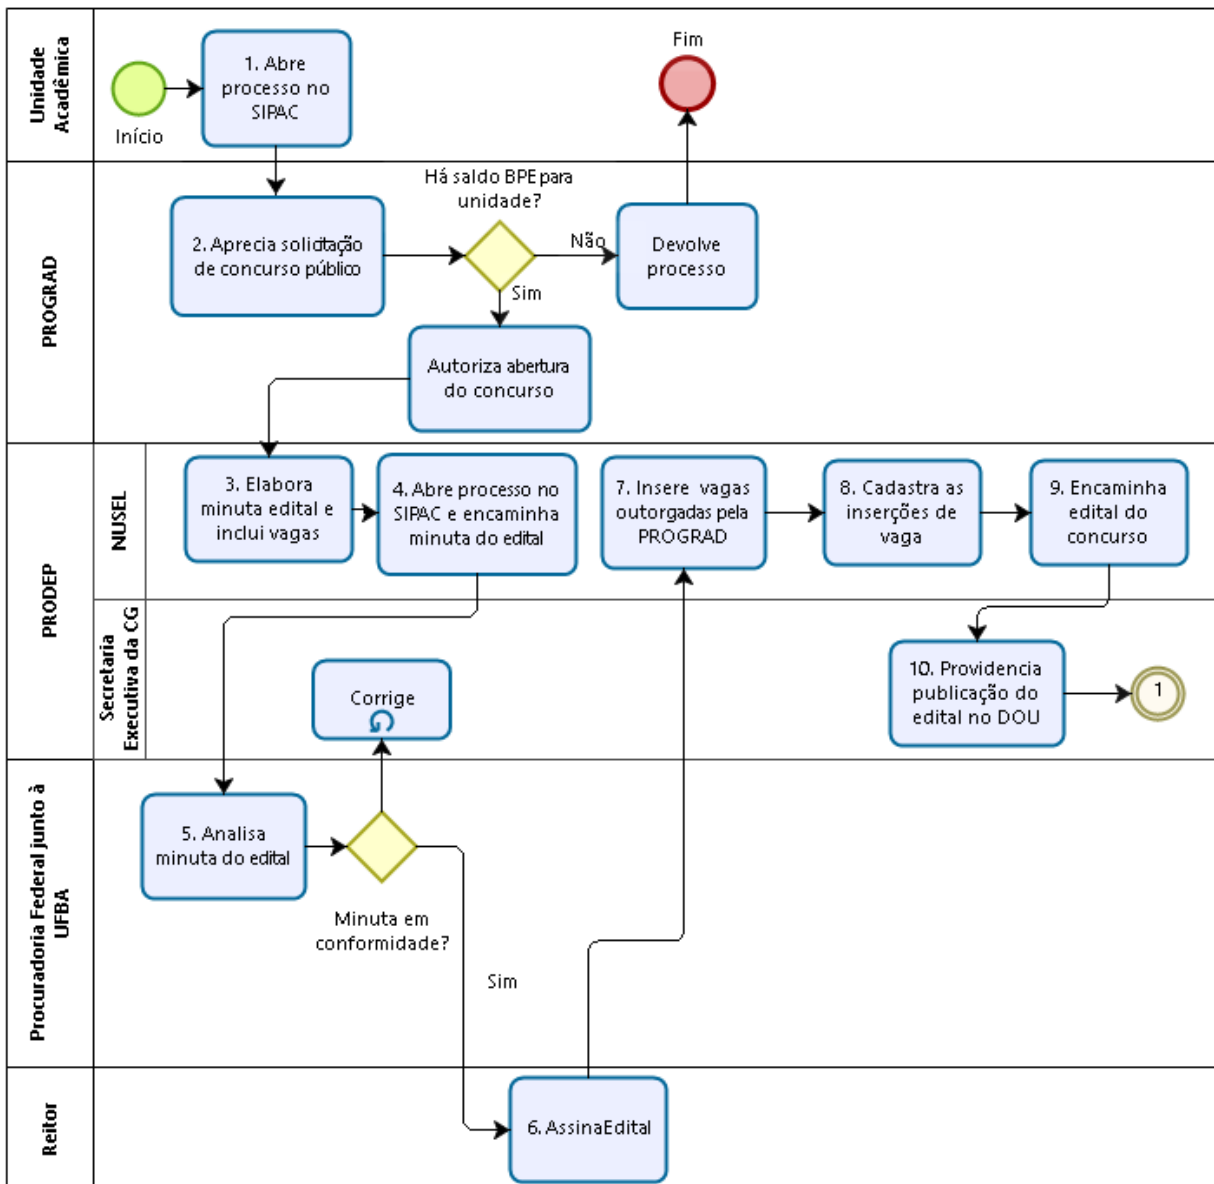 Unidade
Acadêmica
Início
1. Abre
processo no
SIPAC
Fim
PROGRAD
2. Aprecia solicitação
de concurso público
Há saldo BPE para
unidade?
Não
Sim
Devolve
processo
Autoriza abertura
do concurso
PRODEP
NUSEL
3. Elabora
minuta edital e
inclui vagas
4. Abre processo no
SIPAC e encaminha
minuta do edital
7. Insere vagas
outorgadas pela
PROGRAD
8. Cadastra as
inserções de
vaga
9. Encaminha
edital do
concurso
Secretaria
Executiva da CG
Corrige
10. Providencia
publicação do
edital no DOU
1
Procuradoria Federal junto à
UFBA
5. Analisa
minuta do edital
Minuta em
conformidade?
Sim
Reitor
6. AssinaEdital